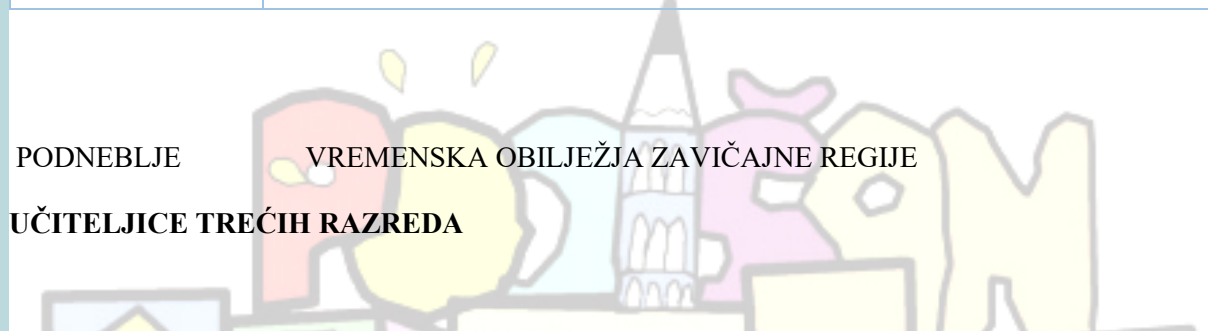 PODNEBLJE VREMENSKA OBILJEŽJA ZAVIČAJNE REGIJE
UČITELJICE TREĆIH RAZREDA